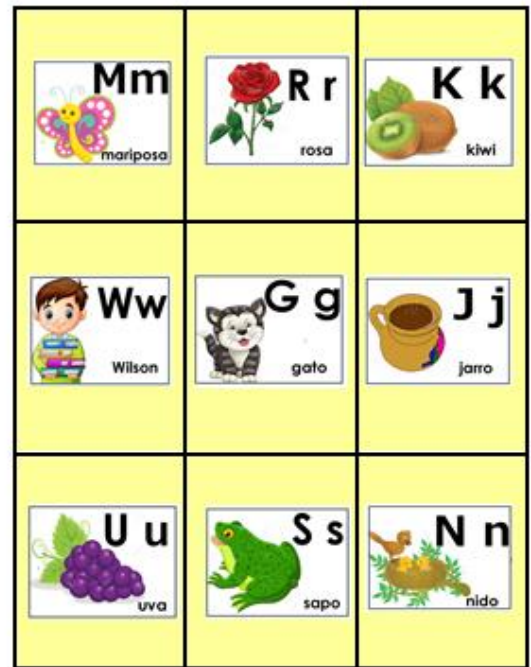 Mm
mariposa
R r
rosa
K k
kiwi
Ww
Wilson
G g
gato
J j
jarro
U u
uva
S s
sapo
N n
nido